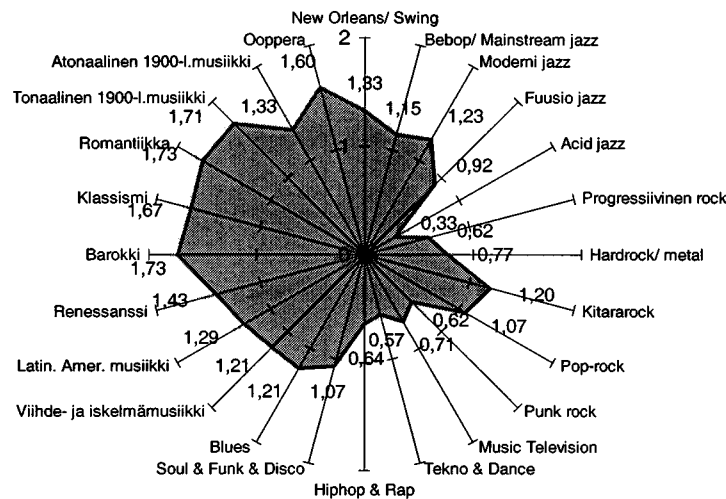 New Orleans/ Swing
2
Ooppera
Bebop/ Mainstream jazz
Atonaalinen 1900-l.musiikki
1,60
Moderni jazz
1,33
1,15
Tonaalinen 1900-l.musiikki
1,33
1,23
Fuusio jazz
1,71
Romantiikka
1,73
1
0,92
Acid jazz
Klassismi
1,67
0,33
0,62
Progressiivinen rock
Barokki
1,73
0
0,77
Hardrock/ metal
Renessanssi
1,43
1,20
Kitararock
Latin. Amer. musiikki
1,29
0,62
1,07
Pop-rock
1,21
0,57
0,71
0,64
Viihde- ja iskelmämusiikki
1,21
1,07
Punk rock
Blues
Music Television
Soul & Funk & Disco
Tekno & Dance
Hiphop & Rap